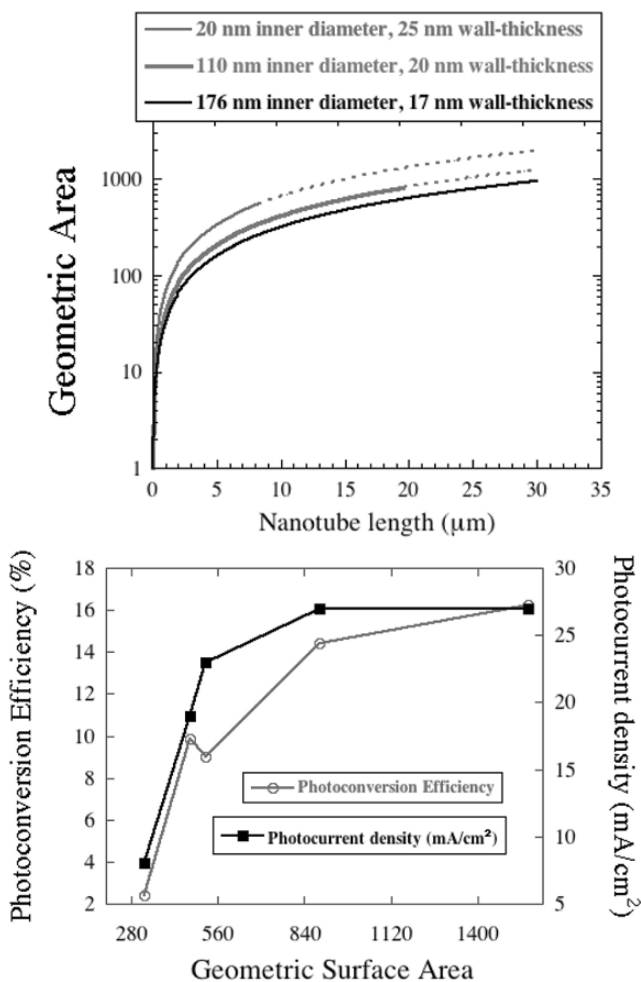 20 nm inner diameter, 25 nm wall-thickness
110 nm inner diameter, 20 nm wall-thickness
176 nm inner diameter, 17 nm wall-thickness
Geometric Area
1000
100
10
1
0 5 10 15 20 25 30 35
Nanotube length (µm)
Photoconversion Efficiency (%)
18
16
14
12
10
8
6
4
2
Photocurrent density (mA/cm²)
30
25
20
15
10
5
Photoconversion Efficiency
Photocurrent density (mA/cm²)
280 560 840 1120 1400
Geometric Surface Area